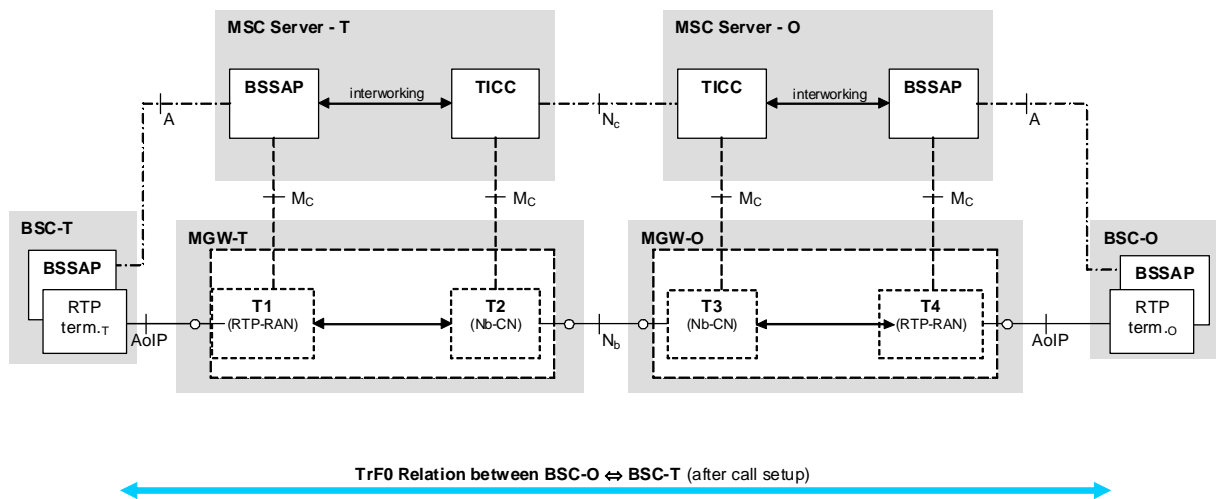 MSC Server - T
MSC Server - O
BSSAP
interworking
TICC
TICC
interworking
BSSAP
A
Nc
A
MC
MC
MC
MC
BSC-T
MGW-T
MGW-O
BSC-O
BSSAP
BSSAP
RTP
term.T
T1
(RTP-RAN)
T2
(Nb-CN)
T3
(Nb-CN)
T4
(RTP-RAN)
RTP
term.O
AoIP
Nb
AoIP
TrF0 Relation between BSC-O ⇔ BSC-T (after call setup)